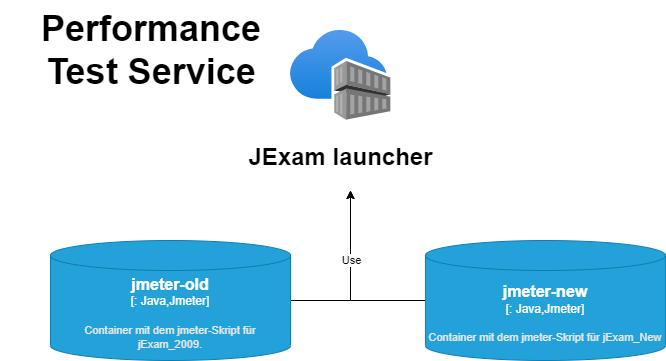 Performance
Test Service
JExam launcher
Use
jmeter-old
[: Java,Jmeter]
Container mit dem jmeter-Skript für
jExam_2009.
jmeter-new
[: Java,Jmeter]
Container mit dem jmeter-Skript für jExam_New